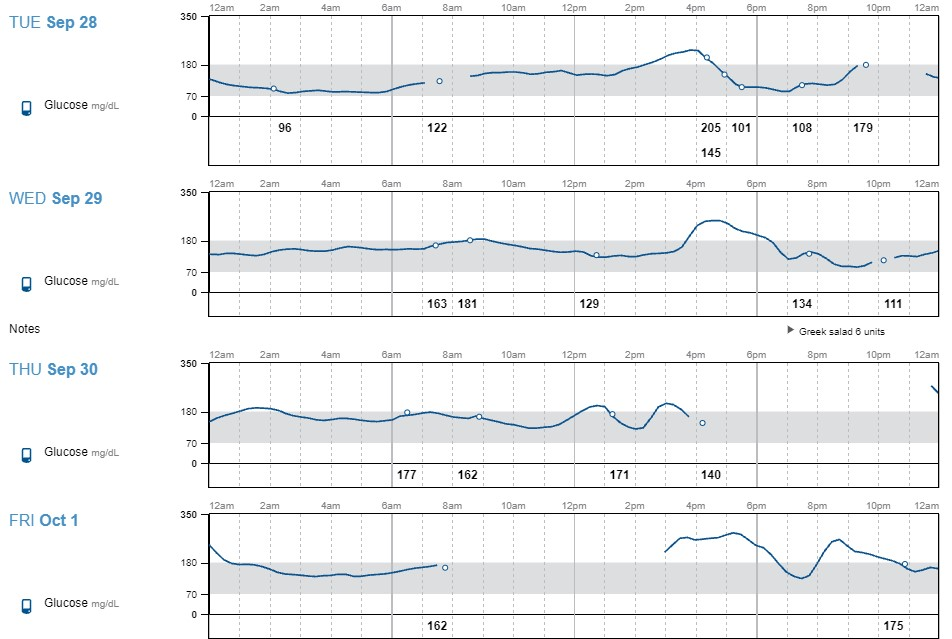 12am 2am 4am 6am 8am 10am 12pm 2pm 4pm 6pm 8pm 10pm 12am
TUE Sep 28
350
180
70
0
Glucose mg/dL
96 122 205 101 108 179
145
12am 2am 4am 6am 8am 10am 12pm 2pm 4pm 6pm 8pm 10pm 12am
WED Sep 29
350
180
70
0
Glucose mg/dL
163 181 129 134 111
Notes
Greek salad 6 units
12am 2am 4am 6am 8am 10am 12pm 2pm 4pm 6pm 8pm 10pm 12am
THU Sep 30
350
180
70
0
Glucose mg/dL
177 162 171 140
12am 2am 4am 6am 8am 10am 12pm 2pm 4pm 6pm 8pm 10pm 12am
FRI Oct 1
350
180
70
0
Glucose mg/dL
162 175